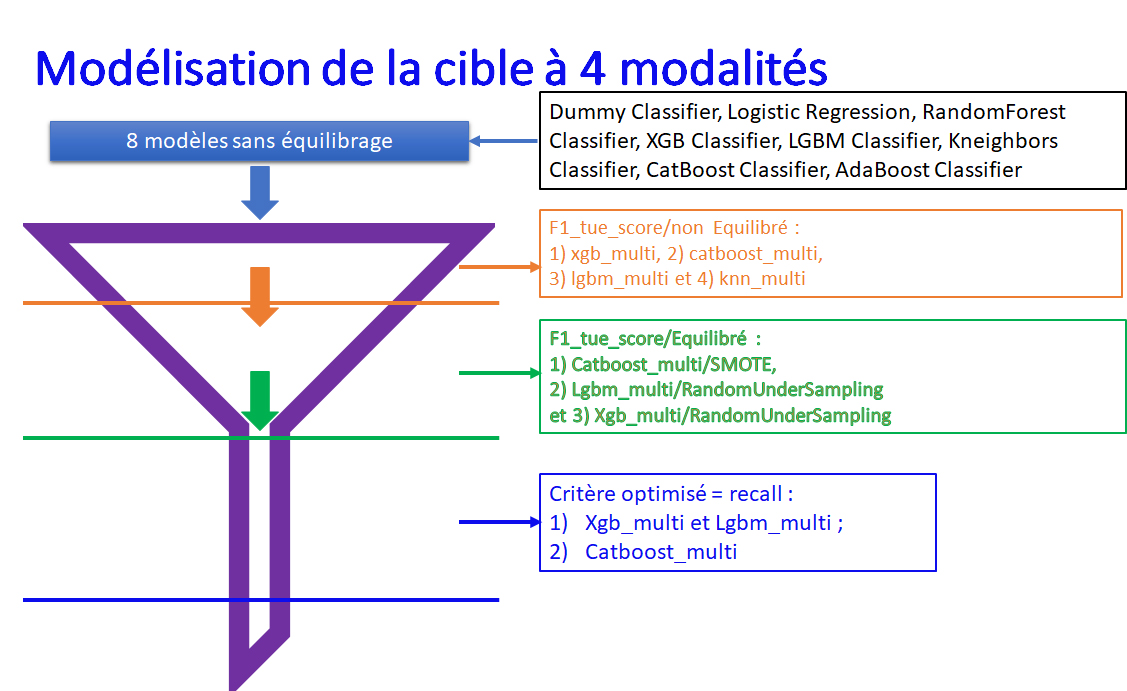 Modélisation de la cible à 4 modalités
8 modèles sans équilibrage
Dummy Classifier, Logistic Regression, RandomForest
Classifier, XGB Classifier, LGBM Classifier, Kneighbors
Classifier, CatBoost Classifier, AdaBoost Classifier
F1_tue_score/non Equilibré :
1) xgb_multi, 2) catboost_multi,
3) lgbm_multi et 4) knn_multi
F1_tue_score/Equilibré :
1) Catboost_multi/SMOTE,
2) Lgbm_multi/RandomUnderSampling
et 3) Xgb_multi/RandomUnderSampling
Critère optimisé = recall :
1) Xgb_multi et Lgbm_multi ;
2) Catboost_multi